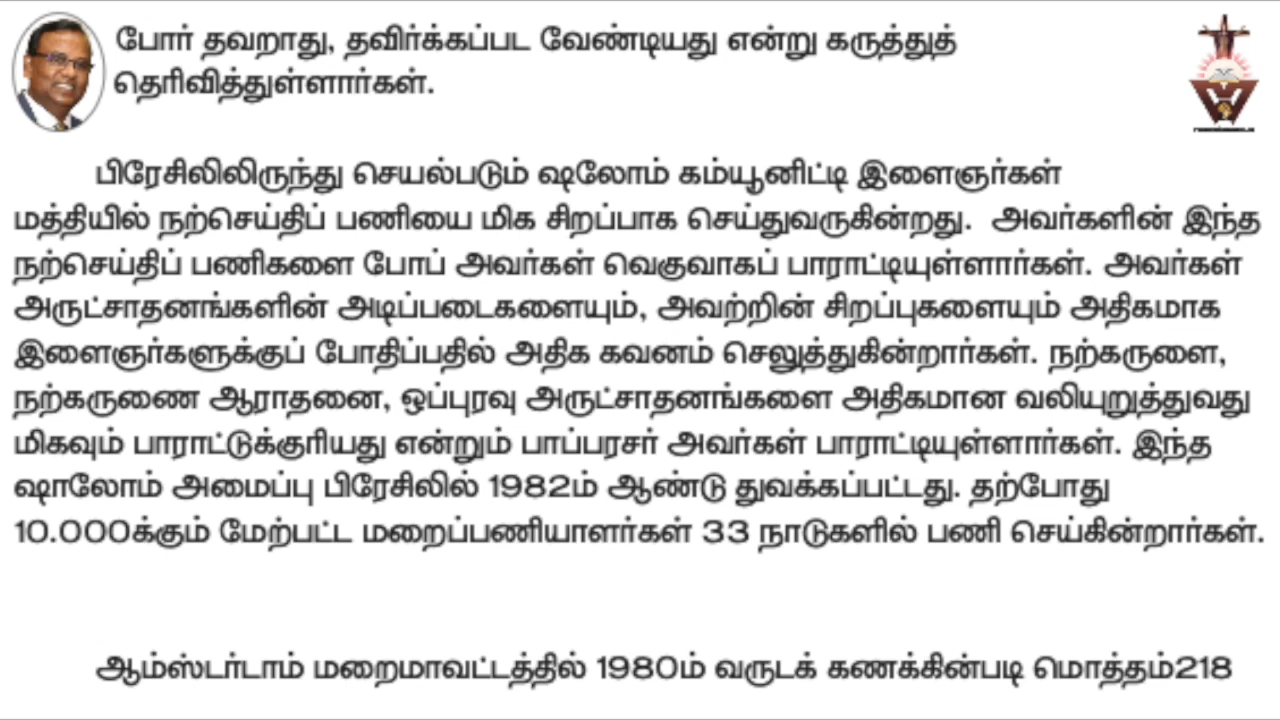 போர் தவறாது, தவிர்க்கப்பட வேண்டியது என்று கருத்துத்
தெரிவித்துள்ளார்கள்.
பிரேசிலிலிருந்து செயல்படும் ஷலோம் கம்யூனிட்டி இளைஞர்கள்
மத்தியில் நற்செய்திப் பணியை மிக சிறப்பாக செய்துவருகின்றது. அவர்களின் இந்த
நற்செய்திப் பணிகளை போப் அவர்கள் வெகுவாகப் பாராட்டியுள்ளார்கள். அவர்கள்
அருட்சாதனங்களின் அடிப்படைகளையும், அவற்றின் சிறப்புகளையும் அதிகமாக
இளைஞர்களுக்குப் போதிப்பதில் அதிக கவனம் செலுத்துகின்றார்கள். நற்கருளை,
நற்கருணை ஆராதனை, ஒப்புரவு அருட்சாதனங்களை அதிகமான வலியுறுத்துவது
மிகவும் பாராட்டுக்குரியது என்றும் பாப்பரசர் அவர்கள் பாராட்டியுள்ளார்கள். இந்த
ஷாலோம் அமைப்பு பிரேசிலில் 1982ம் ஆண்டு துவக்கப்பட்டது. தற்போது
10.000க்கும் மேற்பட்ட மறைப்பணியாளர்கள் 33 நாடுகளில் பணி செய்கின்றார்கள்.
ஆம்ஸ்டர்டாம் மறைமாவட்டத்தில் 1980ம் வருடக் கணக்கின்படி மொத்தம்218